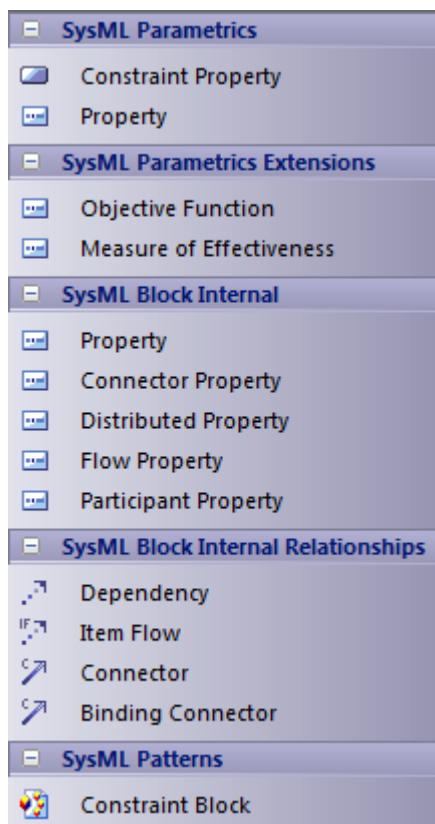 SysML Parametrics
Constraint Property
Property
SysML Parametrics Extensions
Objective Function
Measure of Effectiveness
SysML Block Internal
Property
Connector Property
Distributed Property
Flow Property
Participant Property
SysML Block Internal Relationships
Dependency
IF Item Flow
C Connector
C Binding Connector
SysML Patterns
Constraint Block